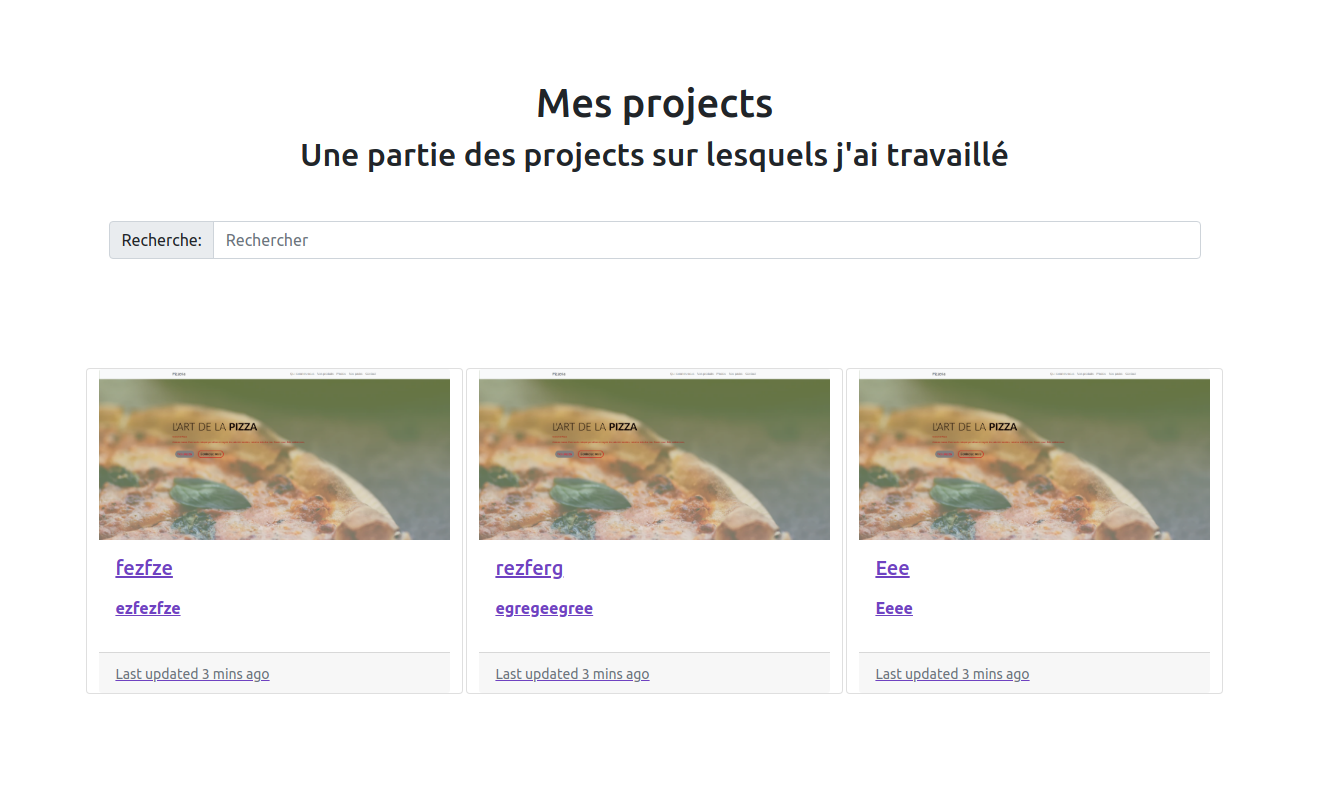 Mes projects
Une partie des projects sur lesquels j'ai travaillé
Recherche: Rechercher
L'ART DE LA PIZZA
L'ART DE LA PIZZA
L'ART DE LA PIZZA
fezfze
rezferg
Eee
ezfezfze
egregeegree
Eeee
Last updated 3 mins ago
Last updated 3 mins ago
Last updated 3 mins ago